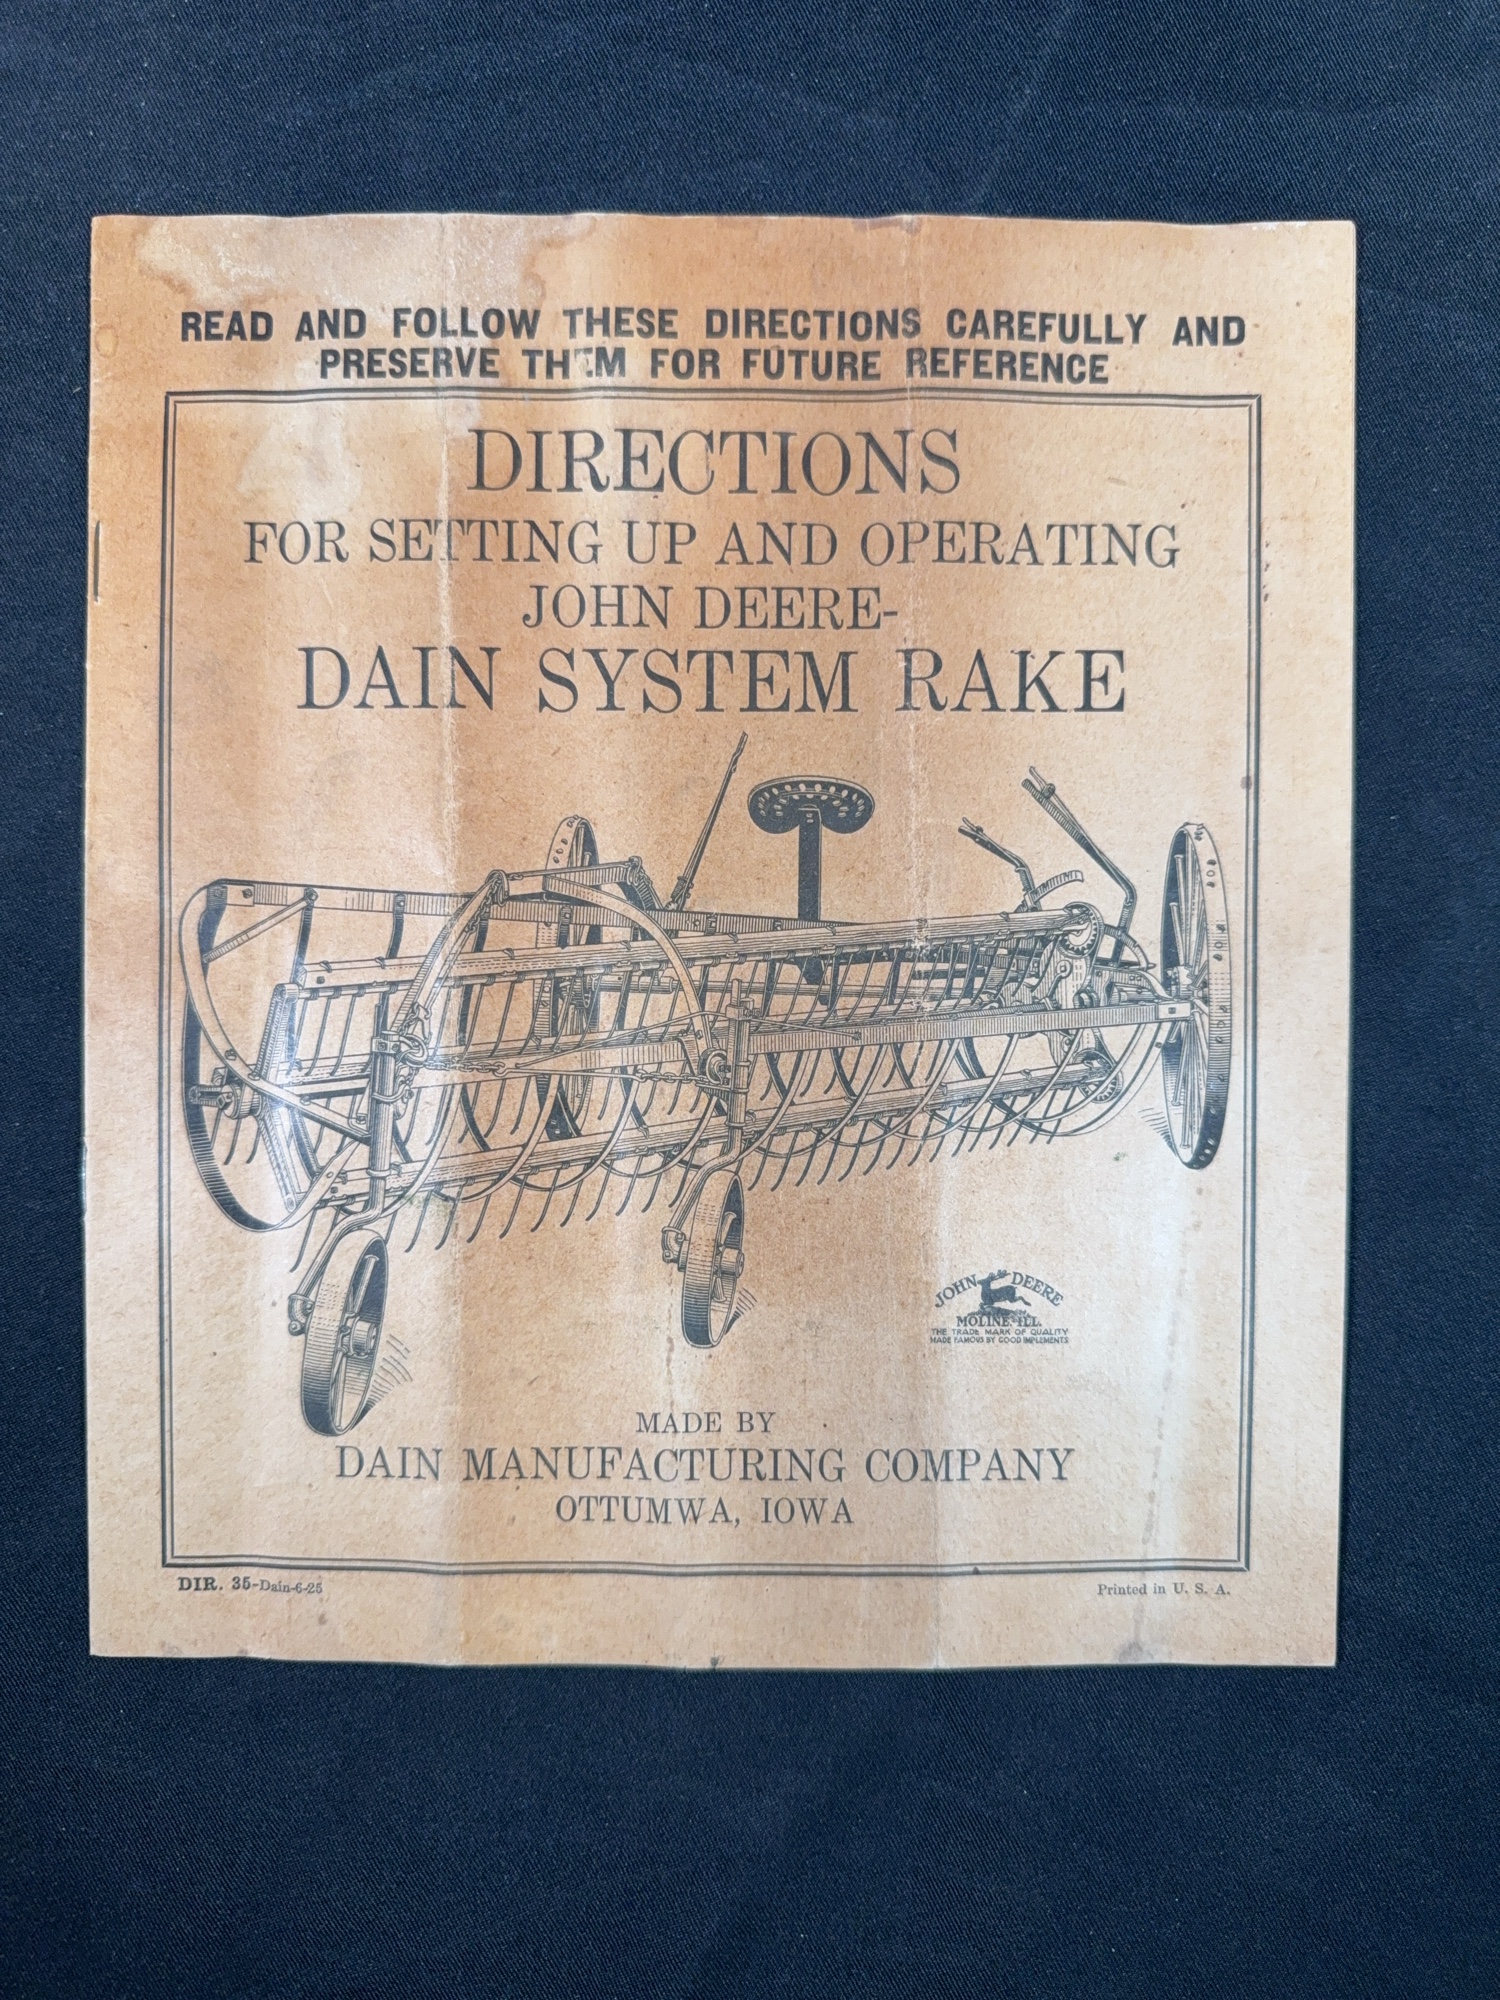 READ AND FOLLOW THESE DIRECTIONS CAREFULLY AND
PRESERVE THEM FOR FUTURE REFERENCE
DIRECTIONS
FOR SETTING UP AND OPERATING
JOHN DEERE-
DAIN SYSTEM RAKE
JOHN DEERE
MOLINE, ILL.
THE TRADE MARK OF QUALITY
MADE FAMOUS BY GOOD IMPLEMENTS
MADE BY
DAIN MANUFACTURING COMPANY
OTTUMWA, IOWA
DIR. 35-Dain-6-25
Printed in U. S. A.